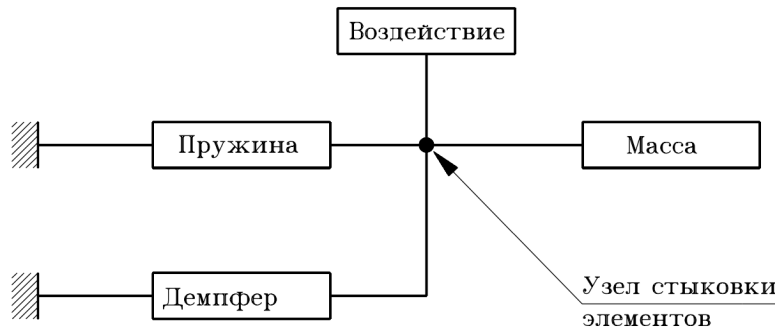 Воздействие
Пружина
Масса
Демпфер
Узел стыковки
элементов